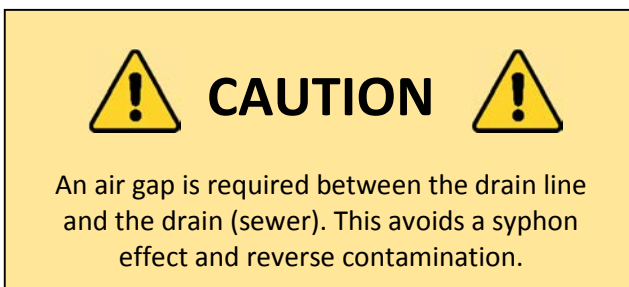 CAUTION
An air gap is required between the drain line
and the drain (sewer). This avoids a syphon
effect and reverse contamination.